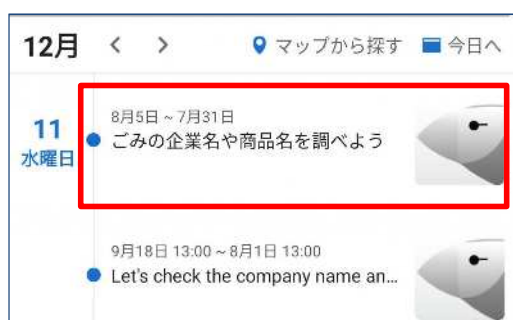 12月 < > マップから探す 今日へ
11
水曜日
8月5日 ~ 7月31日
ごみの企業名や商品名を調べよう
9月18日 13:00 ~ 8月1日 13:00
Let's check the company name an...